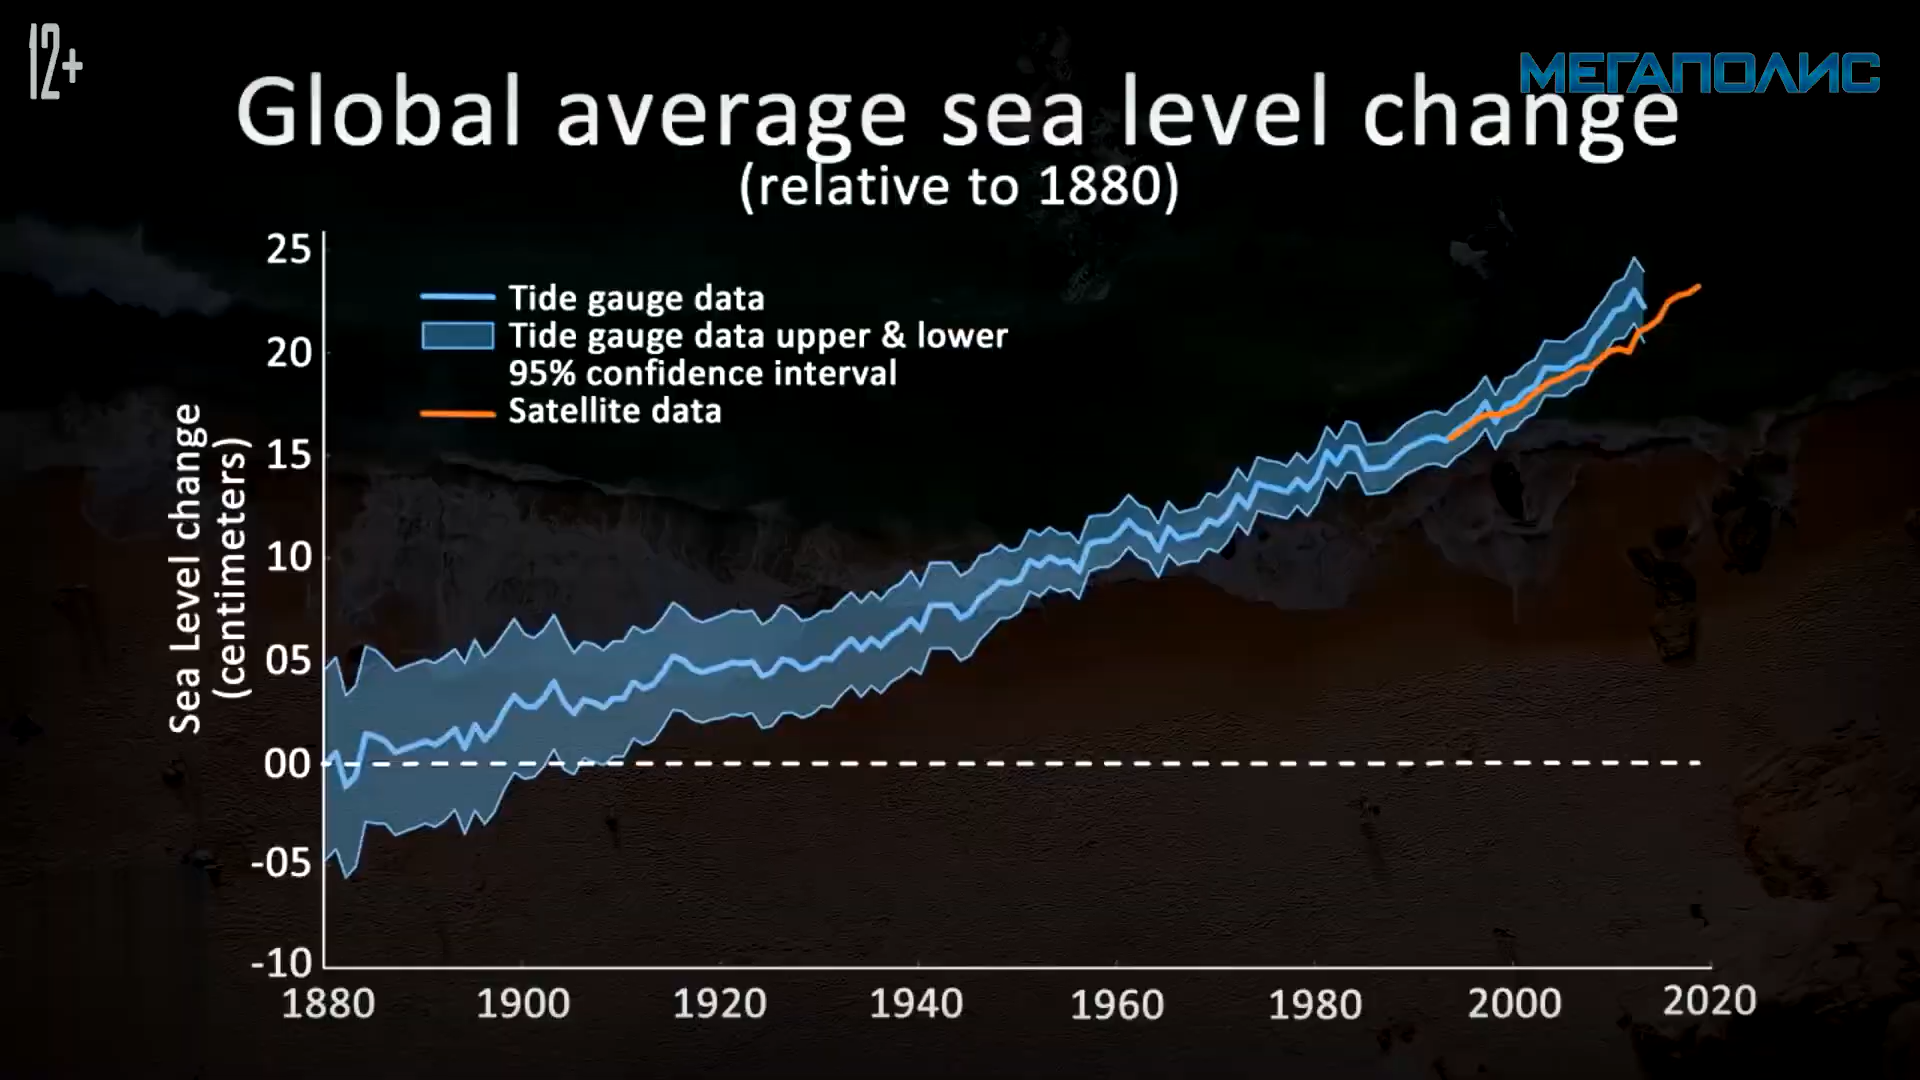 12+
МЕГАПОЛИС
Global average sea level change
(relative to 1880)
25
20
15
10
05
00
-05
-10
Sea Level change
(centimeters)
Tide gauge data
Tide gauge data upper & lower
95% confidence interval
Satellite data
1880 1900 1920 1940 1960 1980 2000 2020